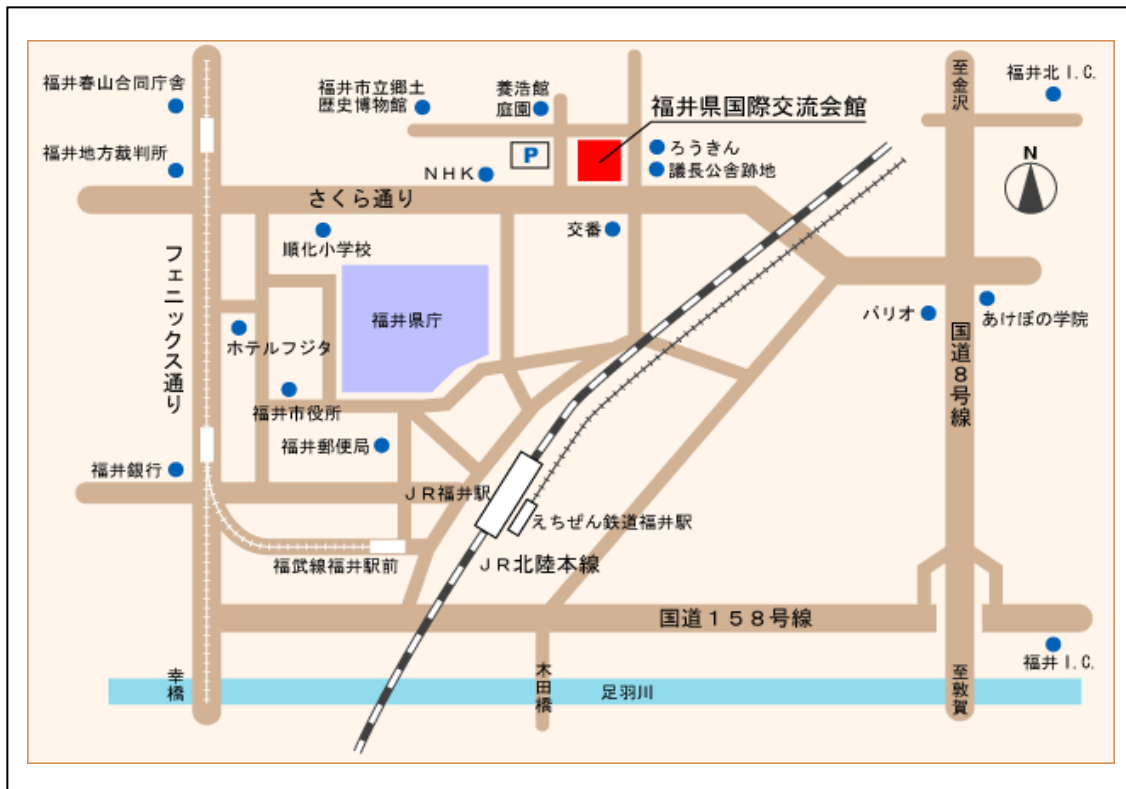 福井春山合同庁舎
福井市立郷土
歴史博物館
養浩館
庭園
福井県国際交流会館
至金沢
福井北 I.C.
福井地方裁判所
P
ろうきん
議長公舎跡地
N
ＮＨＫ
さくら通り
順化小学校
交番
フェニックス通り
福井県庁
ホテルフジタ
パリオ
あけぼの学院
国道８号線
福井市役所
福井郵便局
福井銀行
ＪＲ福井駅
えちぜん鉄道福井駅
福武線福井駅前
ＪＲ北陸本線
国道１５８号線
福井 I.C.
幸橋
木田橋
足羽川
至敦賀